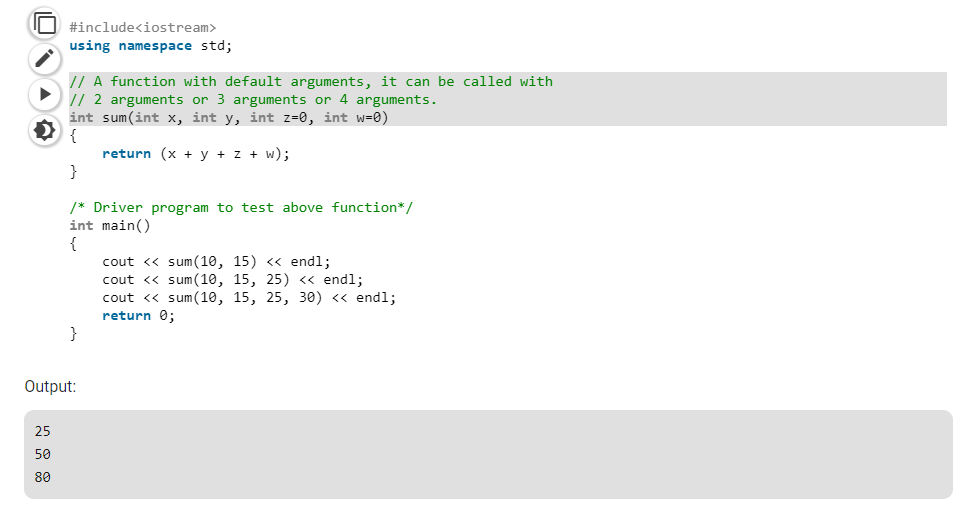 #include<iostream>
using namespace std;
// A function with default arguments, it can be called with
// 2 arguments or 3 arguments or 4 arguments.
int sum(int x, int y, int z=0, int w=0)
{
    return (x + y + z + w);
}
/* Driver program to test above function*/
int main()
{
    cout << sum(10, 15) << endl;
    cout << sum(10, 15, 25) << endl;
    cout << sum(10, 15, 25, 30) << endl;
    return 0;
}
Output:
25
50
80